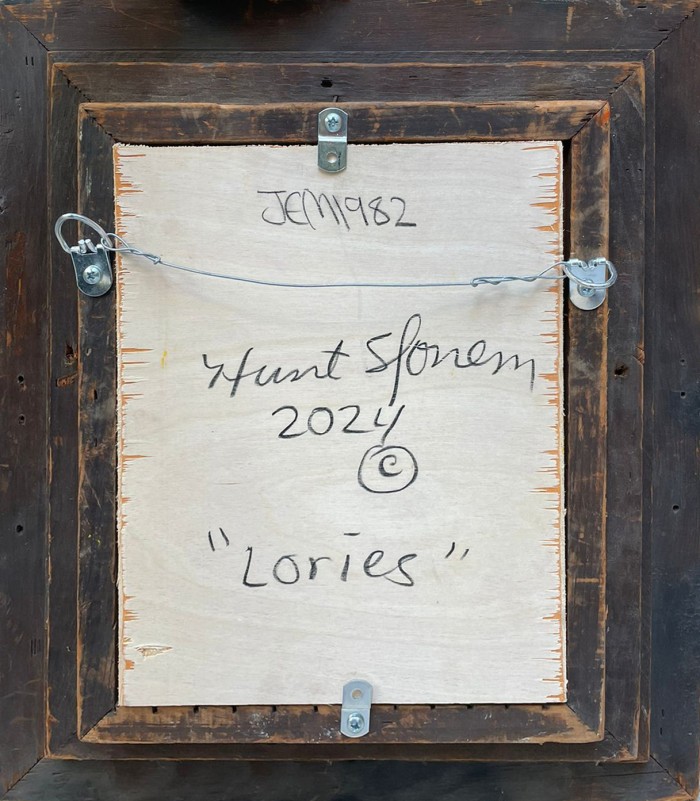 JEM1982
Hunt Slonem
2024
©
"Lories"